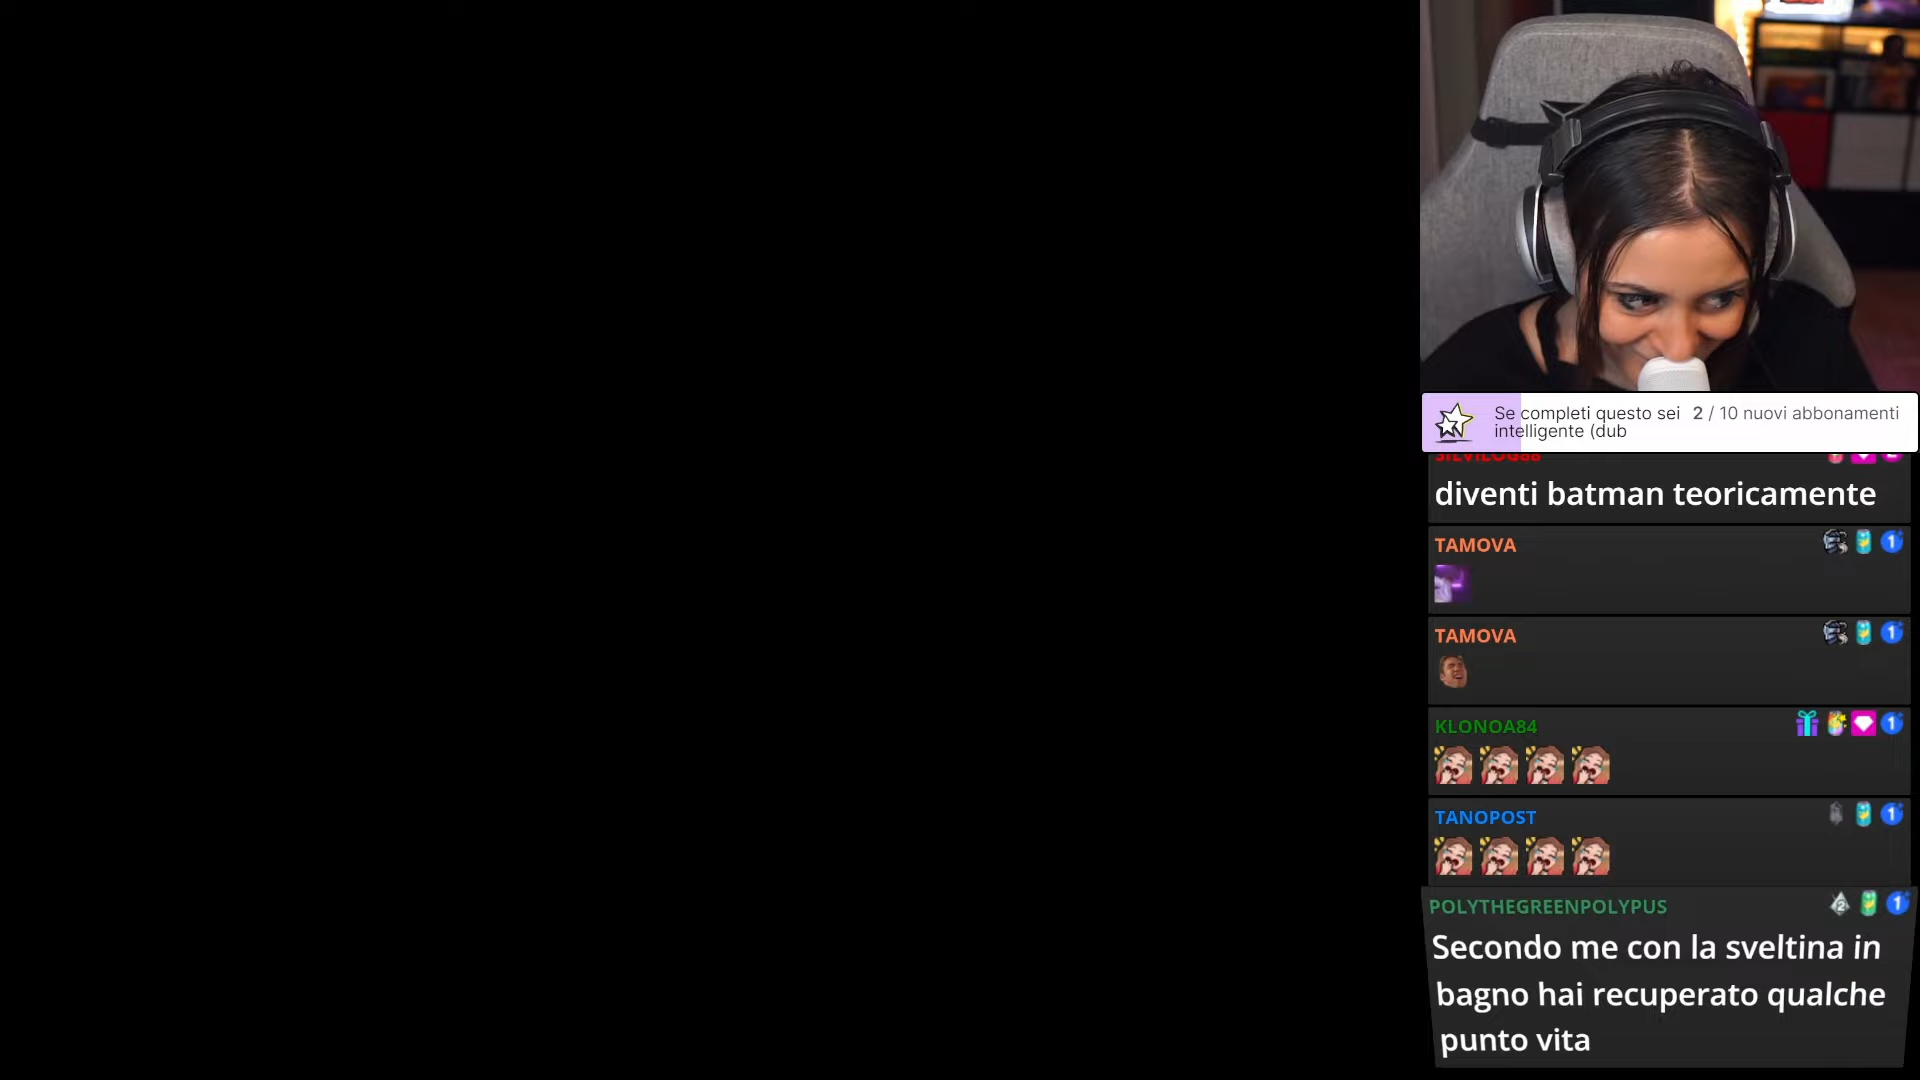 Se completi questo sei 2 / 10 nuovi abbonamenti
intelligente (dub
SILVILOG88
diventi batman teoricamente
TAMOVA
TAMOVA
KLONOA84
TANOPOST
POLYTHEGREENPOLYPUS
Secondo me con la sveltina in
bagno hai recuperato qualche
punto vita